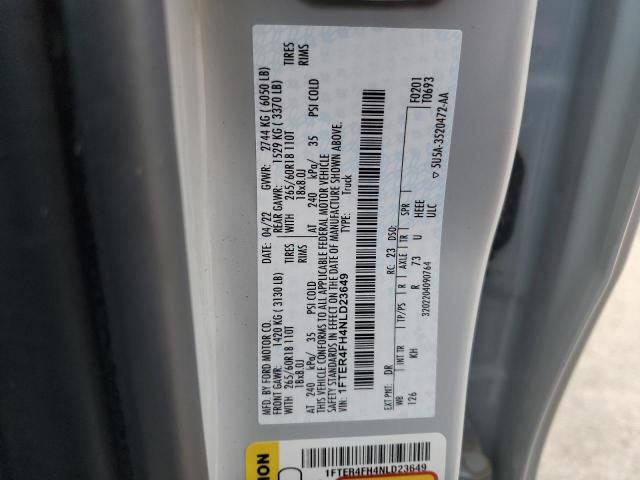 MFD. BY FORD MOTOR CO.
DATE: 04/22 GVWR: 2744 KG ( 6050 LB)
FRONT GAWR: 1420 KG ( 3130 LB)
REAR GAWR: 1529 KG ( 3370 LB)
WITH 265/60R18 110T TIRES
WITH 265/60R18 110T TIRES
18x8.0J RIMS
18x8.0J RIMS
AT 240 kPa/ 35 PSI COLD
AT 240 kPa/ 35 PSI COLD
THIS VEHICLE CONFORMS TO ALL APPLICABLE FEDERAL MOTOR VEHICLE
SAFETY STANDARDS IN EFFECT ON THE DATE OF MANUFACTURE SHOWN ABOVE.
VIN: 1FTER4FH4NLD23649
TYPE: Truck
F0201
T0693
EXT PNT: DR RC: 23 DSO:
WB INT TR TP/PS R AXLE TR SPR
126 KH R 73 U HEEE
ULC
3202204090764
5U5A-3520472-AA
1FTER4FH4NLD23649